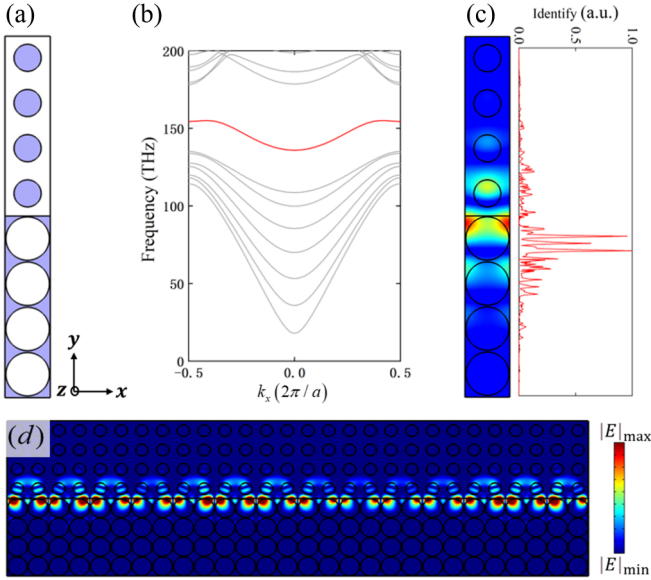 (a)
(b)
(c)
Identify (a.u.)
0.0
0.5
1.0
200
150
100
50
0
Frequency (THz)
−0.5
0.0
0.5
kₓ (2π / a)
y
z
x
(d)
|E|max
|E|min